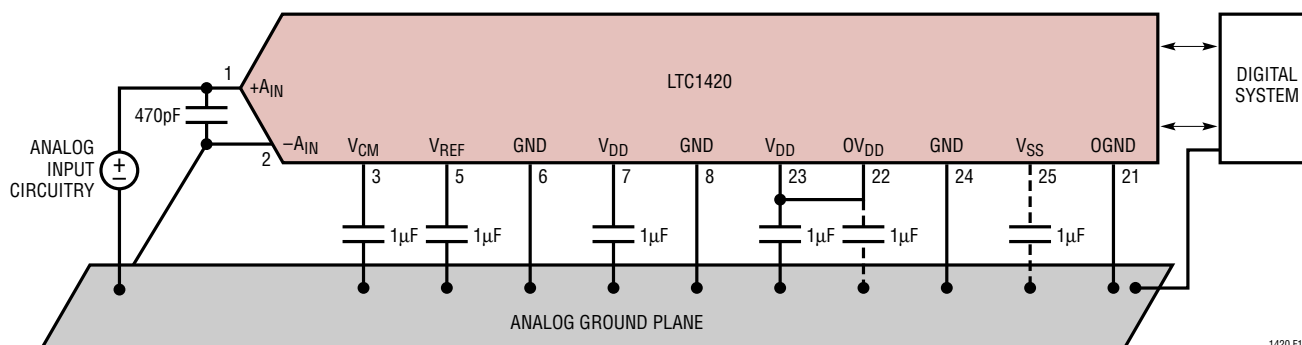 LTC1420
DIGITAL
SYSTEM
1
+AIN
470pF
ANALOG
INPUT
CIRCUITRY
+
−
2
−AIN
VCM
VREF
GND
VDD
GND
VDD
OVDD
GND
VSS
OGND
3
5
6
7
8
23
22
24
25
21
1µF
1µF
1µF
1µF
1µF
1µF
ANALOG GROUND PLANE